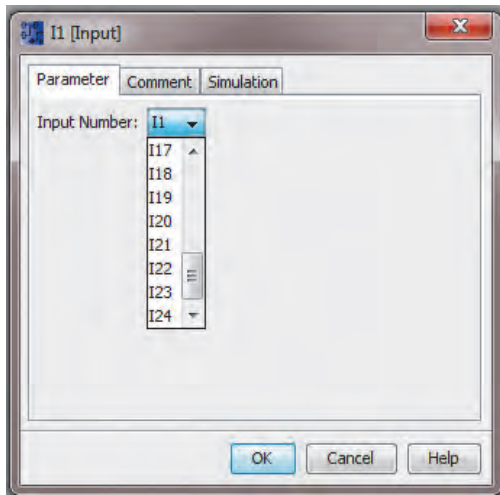 I1 [Input]
Parameter Comment Simulation
Input Number: I1
I17
I18
I19
I20
I21
I22
I23
I24
OK Cancel Help